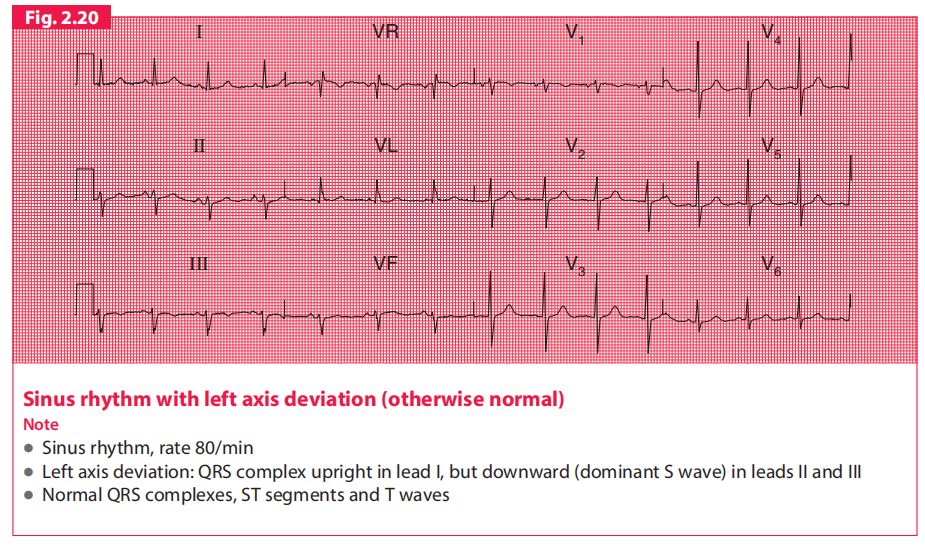 Fig. 2.20
I VR V1 V4
II VL V2 V5
III VF V3 V6
Sinus rhythm with left axis deviation (otherwise normal)
Note
● Sinus rhythm, rate 80/min
● Left axis deviation: QRS complex upright in lead I, but downward (dominant S wave) in leads II and III
● Normal QRS complexes, ST segments and T waves